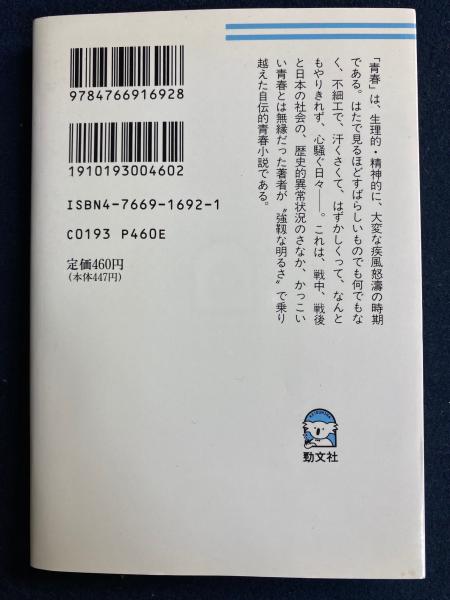 9784766916928
1910193004602
ISBN4-7669-1692-1
C0193 P460E
定価460円
(本体447円)
「青春」は、生理的・精神的に、大変な疾風怒濤の時期
である。はたで見るほどすばらしいものでも何でもな
く、不細工で、汗くさくて、はずかしくって、なんと
もやりきれず、心騒ぐ日々――。これは、戦中、戦後
と日本の社会の、歴史的異常状況のさなか、かっこい
い青春とは無縁だった著者が〝強靱な明るさ〟で乗り
越えた自伝的青春小説である。
勁文社